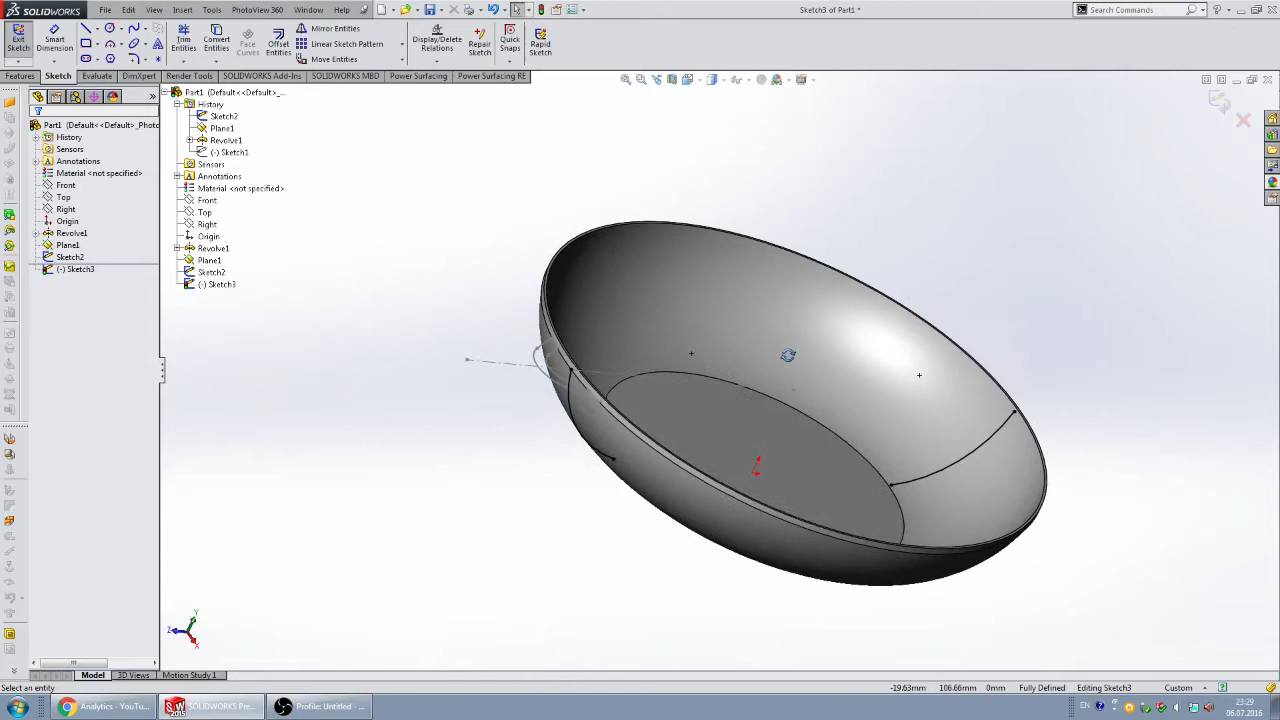 SOLIDWORKS
File Edit View Insert Tools PhotoView 360 Window Help
Sketch3 of Part1 *
Search Commands
Exit Sketch
Smart Dimension
Trim Entities
Convert Entities
Face Curves
Offset Entities
Mirror Entities
Linear Sketch Pattern
Move Entities
Display/Delete Relations
Repair Sketch
Quick Snaps
Rapid Sketch
Features Sketch Evaluate DimXpert Render Tools SOLIDWORKS Add-Ins SOLIDWORKS MBD Power Surfacing Power Surfacing RE
Part1 (Default<<Default>_Photo
History
Sensors
Annotations
Material <not specified>
Front
Top
Right
Origin
Revolve1
Plane1
Sketch2
(-) Sketch3
Part1 (Default<<Default>_...
History
Sketch2
Plane1
Revolve1
(-) Sketch1
Sensors
Annotations
Material <not specified>
Front
Top
Right
Origin
Revolve1
Plane1
Sketch2
(-) Sketch3
Y
Z
X
Model 3D Views Motion Study 1
Select an entity
-19.63mm 106.66mm 0mm Fully Defined Editing Sketch3 Custom
Analytics - YouTu...
SOLIDWORKS Pre...
Profile: Untitled - ...
EN
23:29
06.07.2016